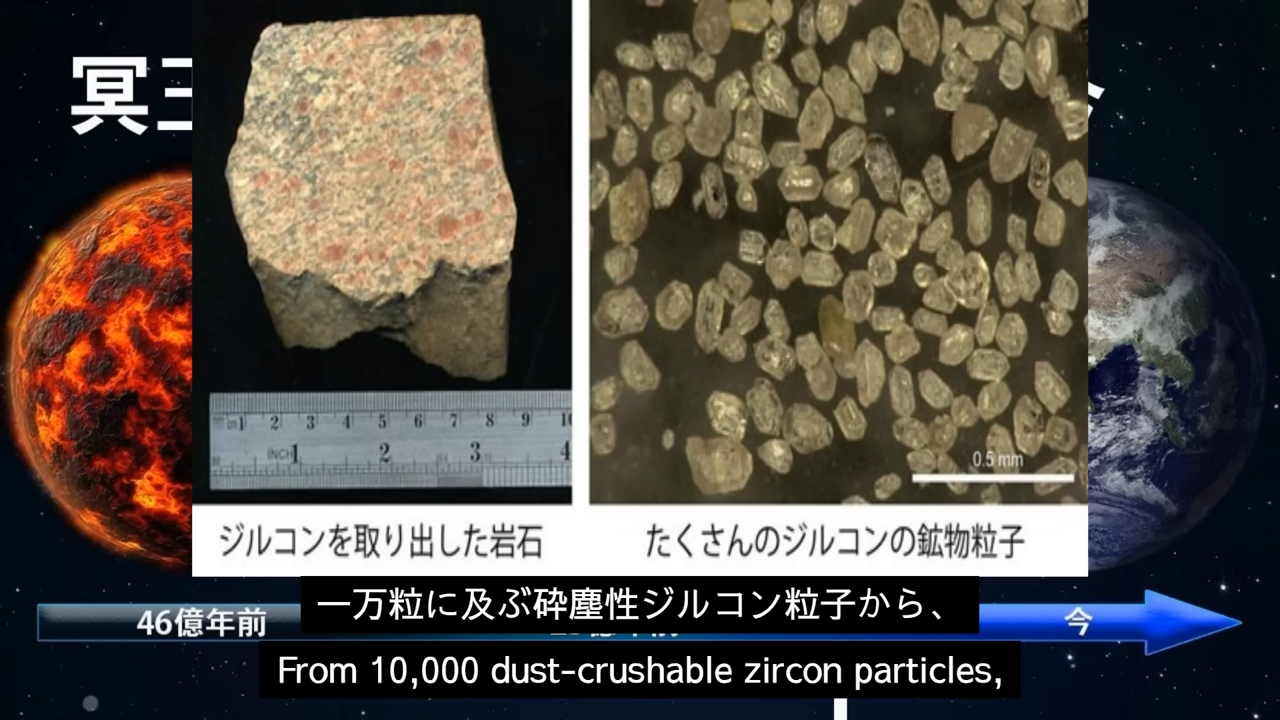 冥王
cm 1 2 3 4 5 6 7 8 9 10
INCH 1 2 3 4
0.5 mm
ジルコンを取り出した岩石
たくさんのジルコンの鉱物粒子
一万粒に及ぶ砕塵性ジルコン粒子から、
46億年前
今
From 10,000 dust-crushable zircon particles,